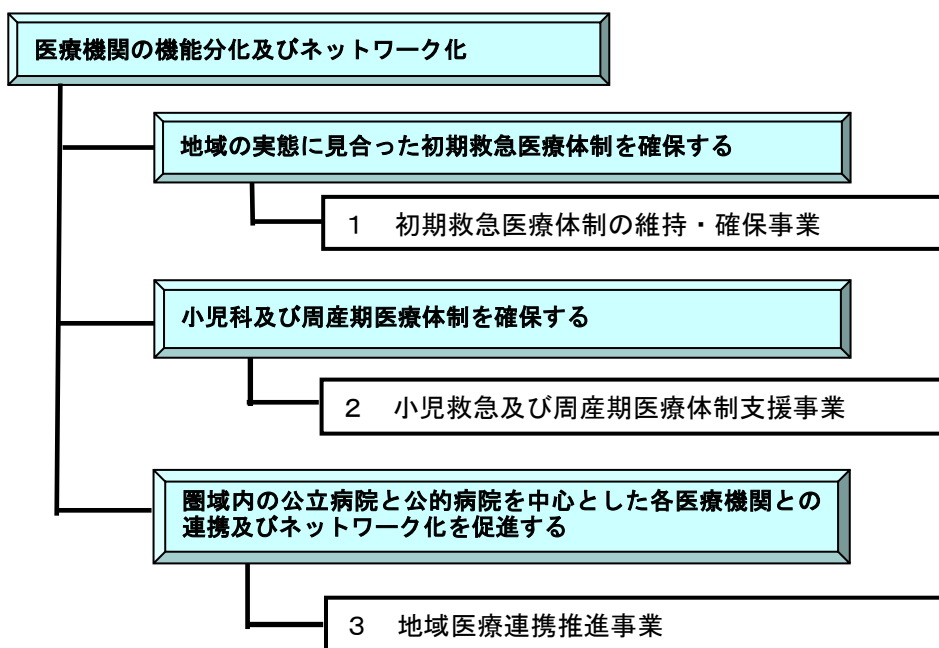 医療機関の機能分化及びネットワーク化
地域の実態に見合った初期救急医療体制を確保する
１　初期救急医療体制の維持・確保事業
小児科及び周産期医療体制を確保する
２　小児救急及び周産期医療体制支援事業
圏域内の公立病院と公的病院を中心とした各医療機関との
連携及びネットワーク化を促進する
３　地域医療連携推進事業